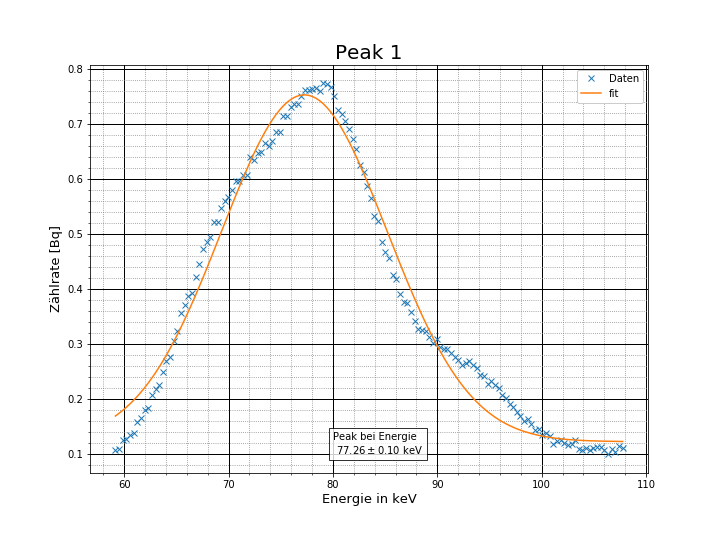 Peak 1
Daten
fit
0.8
0.7
0.6
0.5
0.4
0.3
0.2
0.1
Zählrate [Bq]
Peak bei Energie
77.26 ± 0.10 keV
60
70
80
90
100
110
Energie in keV